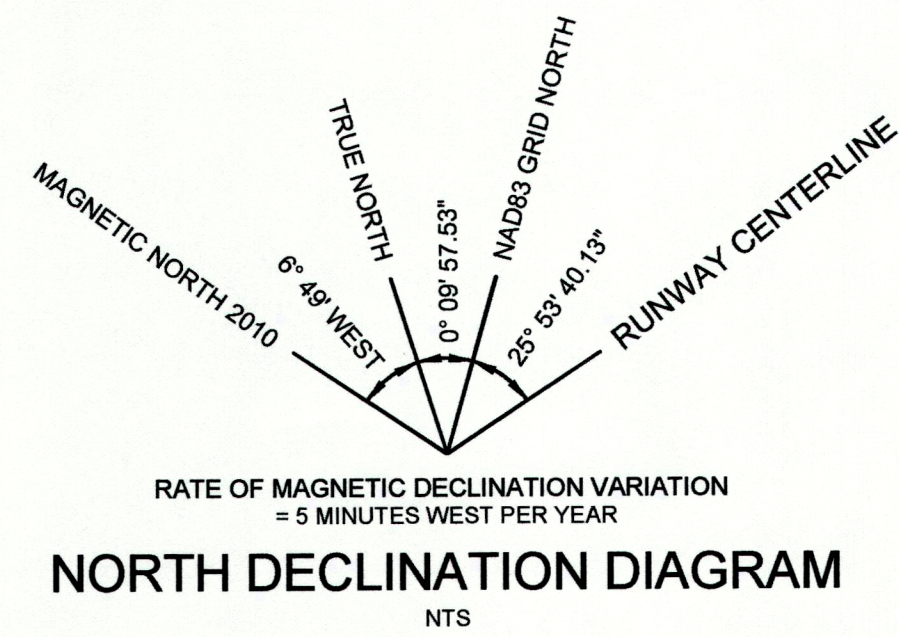 MAGNETIC NORTH 2010
6° 49' WEST
TRUE NORTH
0° 09' 57.53"
NAD83 GRID NORTH
25° 53' 40.13"
RUNWAY CENTERLINE
RATE OF MAGNETIC DECLINATION VARIATION
= 5 MINUTES WEST PER YEAR
NORTH DECLINATION DIAGRAM
NTS